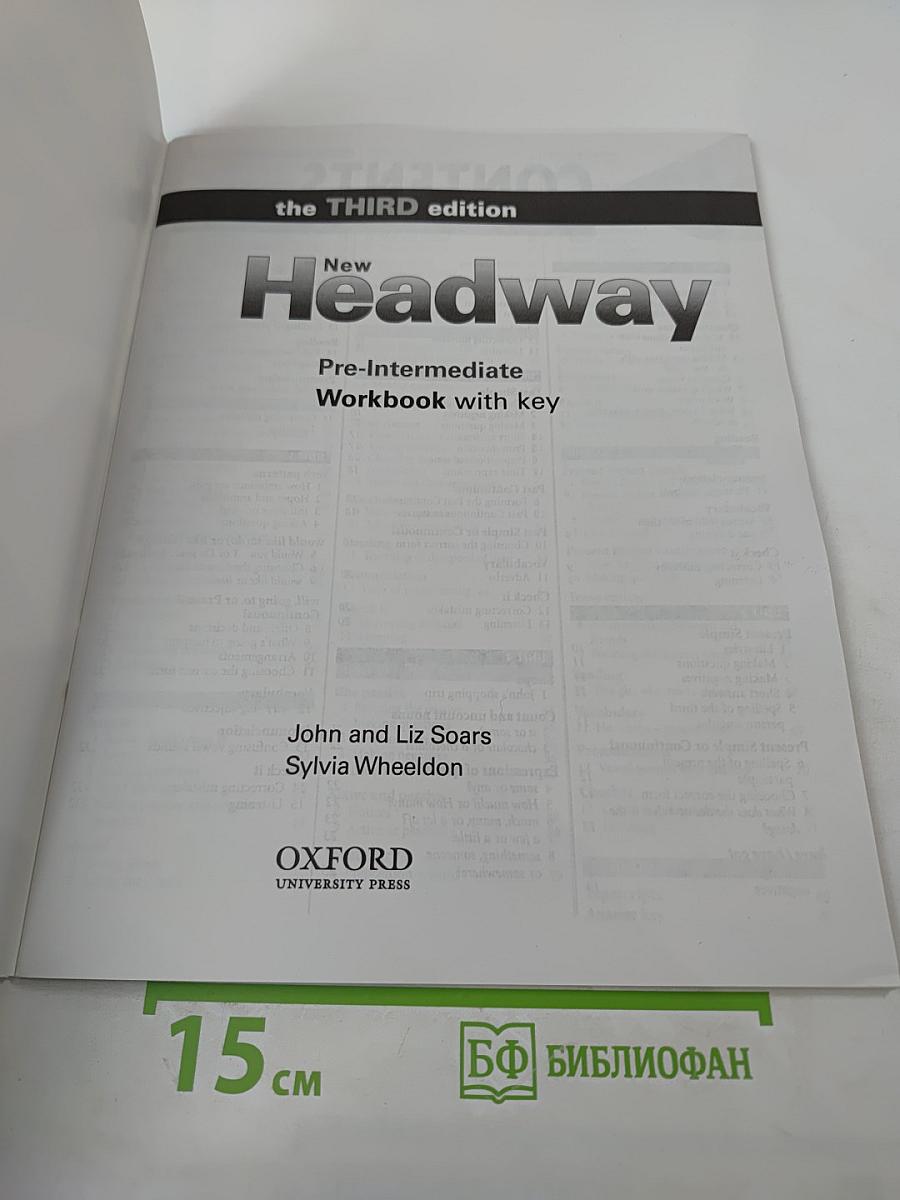 the THIRD edition
New
Headway
Pre-Intermediate
Workbook with key
John and Liz Soars
Sylvia Wheeldon
OXFORD
UNIVERSITY PRESS
15 см
БФ БИБЛИОФАН